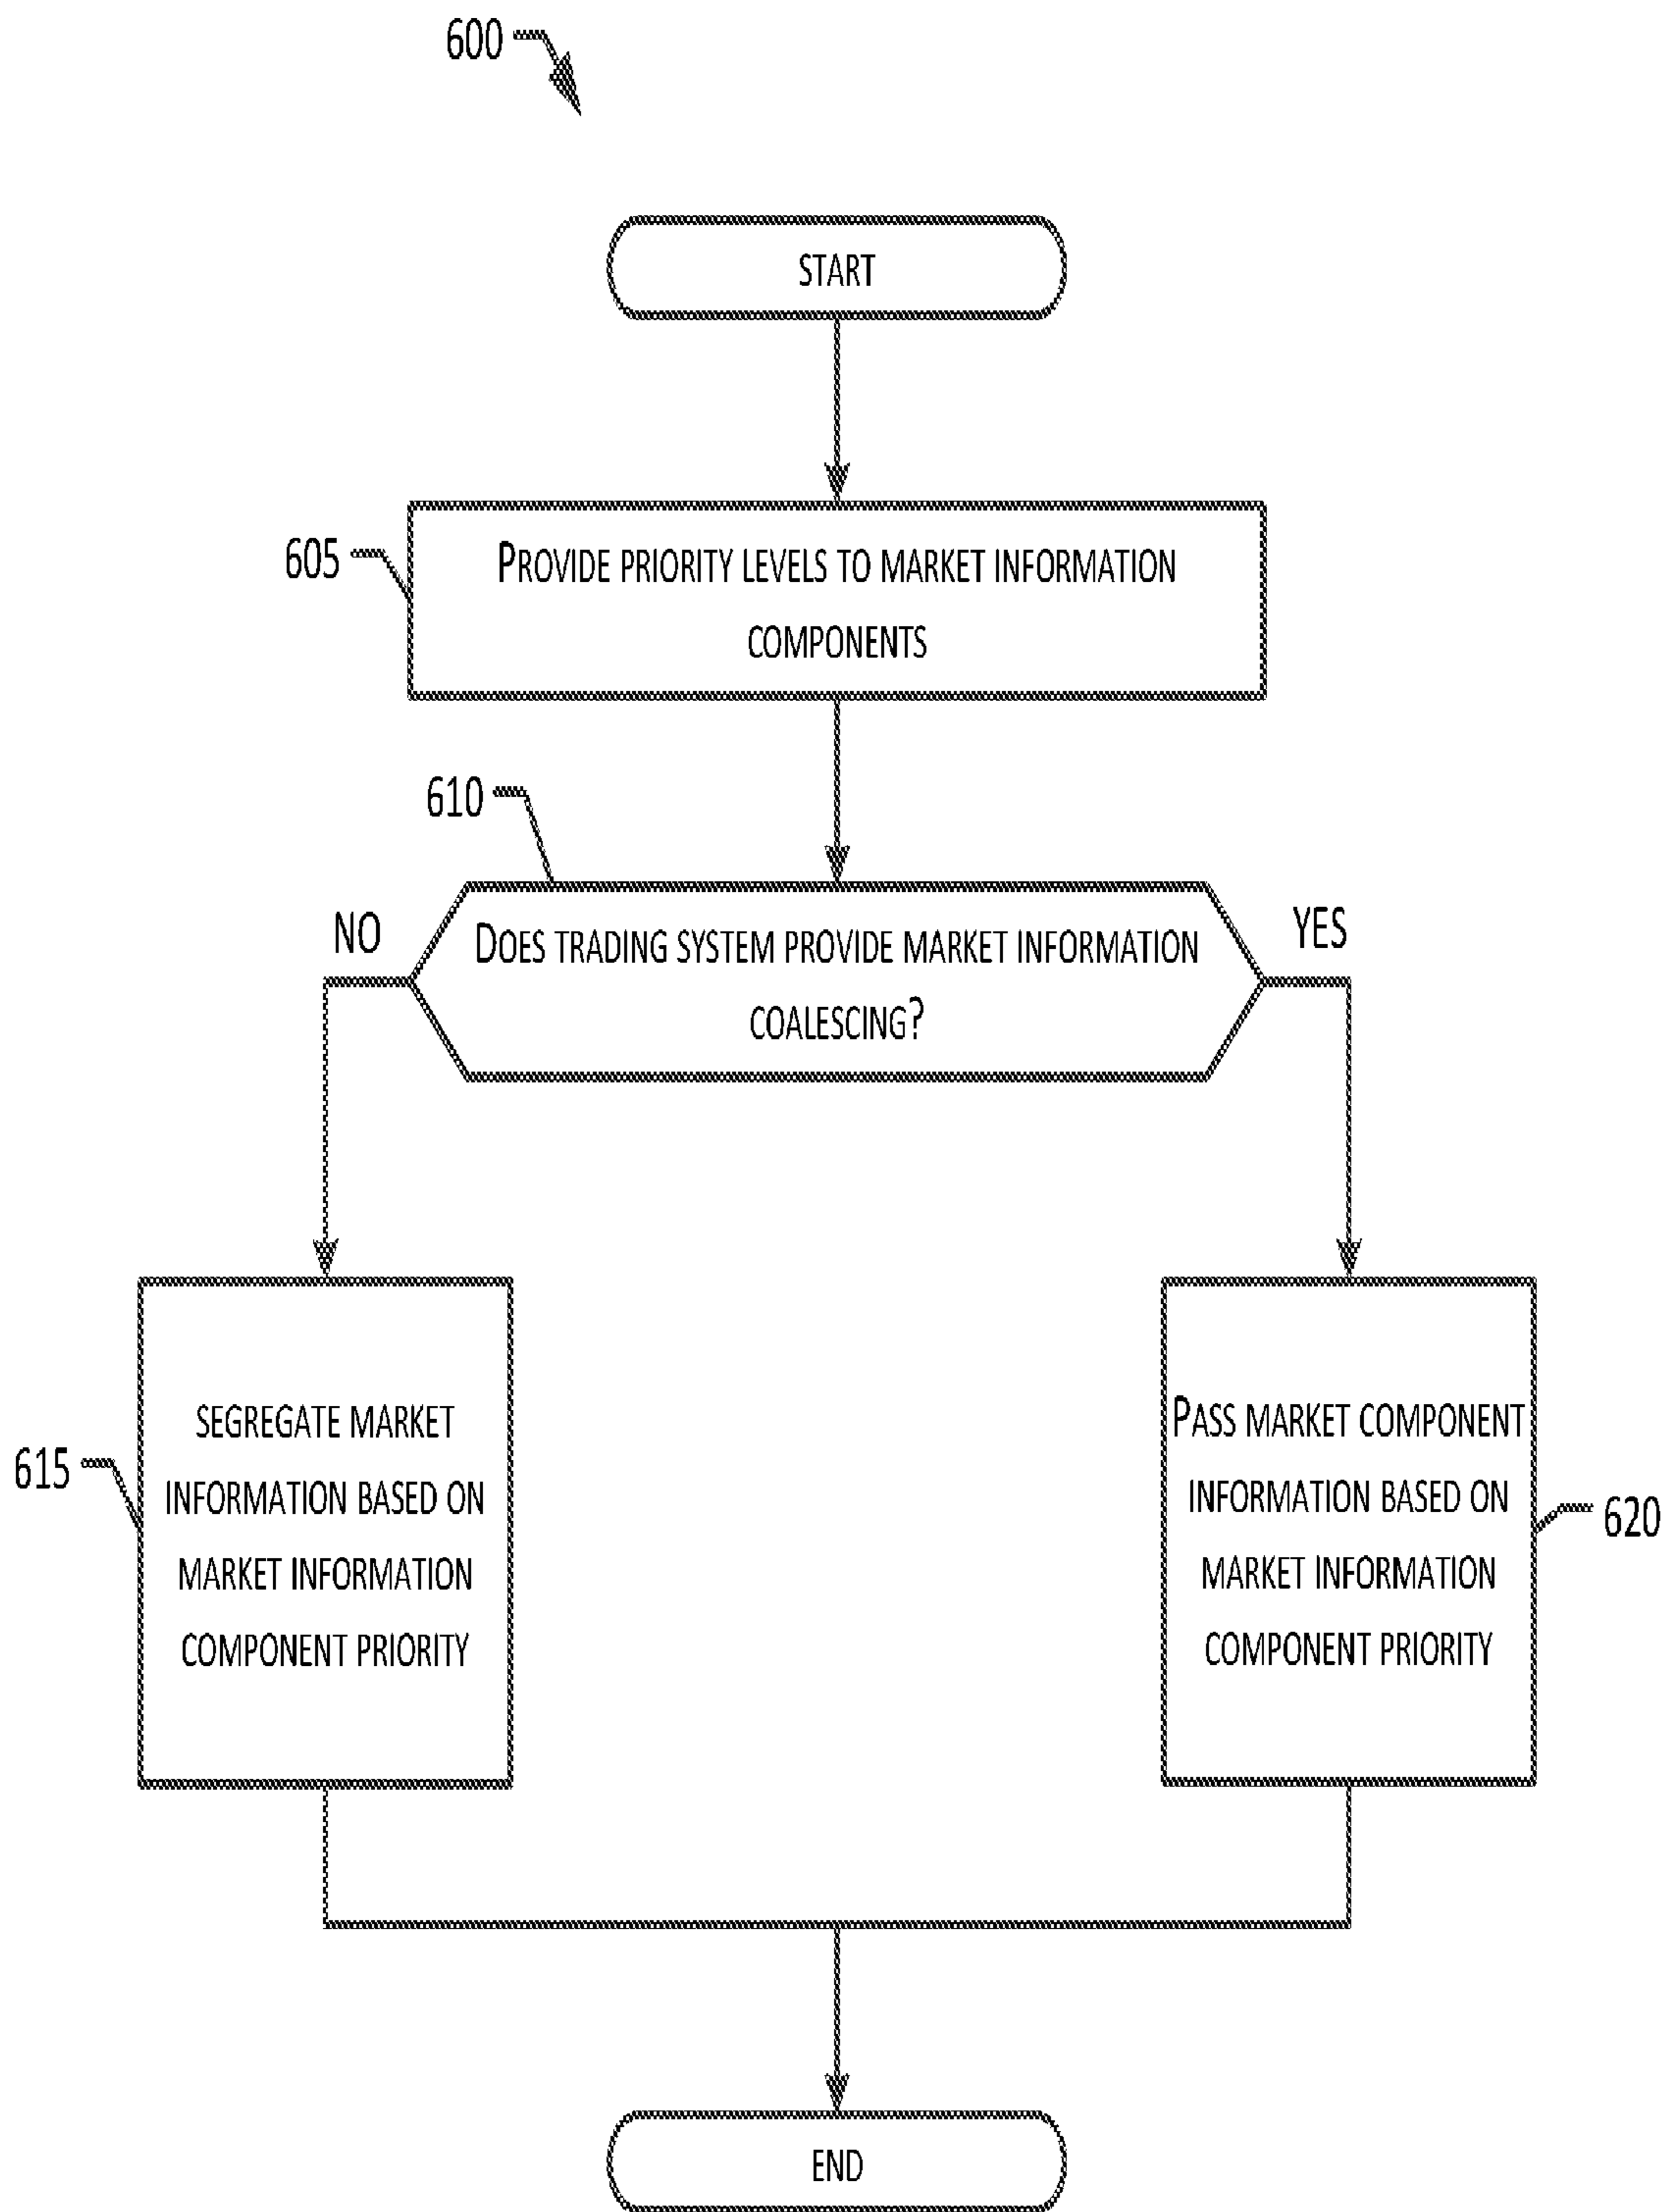 600
START
605
PROVIDE PRIORITY LEVELS TO MARKET INFORMATION
COMPONENTS
610
NO
DOES TRADING SYSTEM PROVIDE MARKET INFORMATION
COALESCING?
YES
615
SEGREGATE MARKET
INFORMATION BASED ON
MARKET INFORMATION
COMPONENT PRIORITY
PASS MARKET COMPONENT
INFORMATION BASED ON
MARKET INFORMATION
COMPONENT PRIORITY
620
END